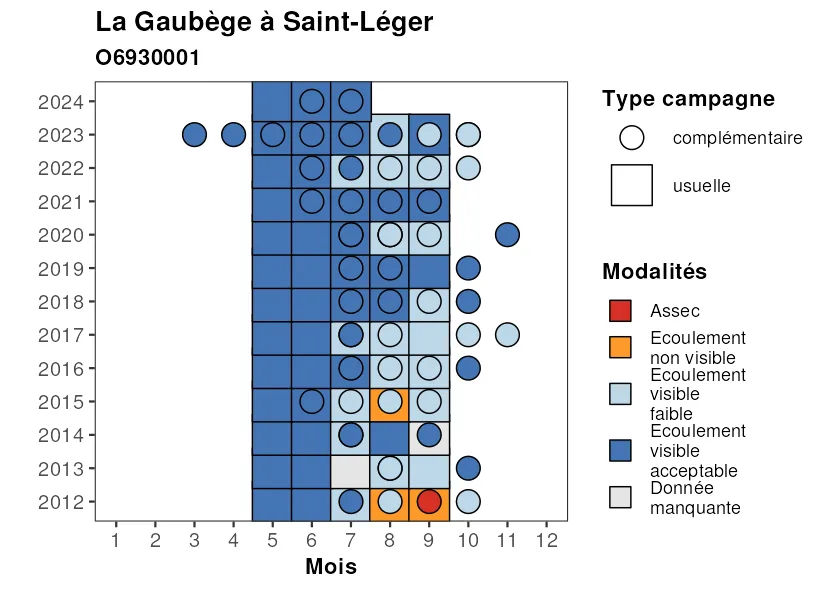 La Gaubège à Saint-Léger
O6930001
2024
2023
2022
2021
2020
2019
2018
2017
2016
2015
2014
2013
2012
1 2 3 4 5 6 7 8 9 10 11 12
Mois
Type campagne
complémentaire
usuelle
Modalités
Assec
Ecoulement
non visible
Ecoulement
visible
faible
Ecoulement
visible
acceptable
Donnée
manquante